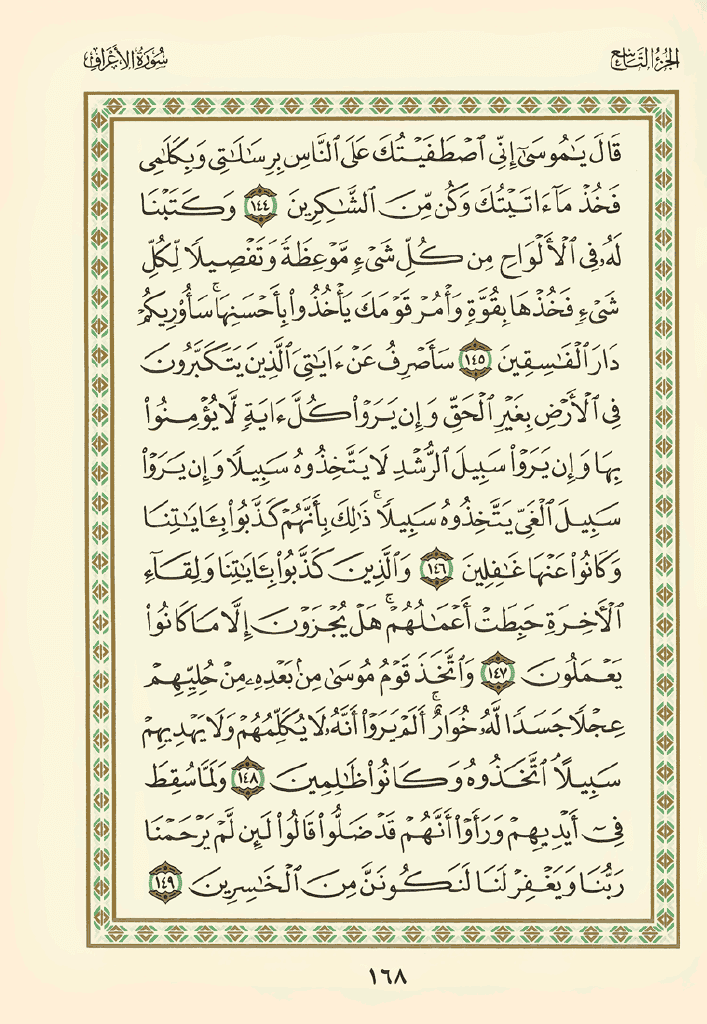 الجزء التاسع
سورة الأعراف
قَالَ يَٰمُوسَىٰٓ إِنِّي ٱصۡطَفَيۡتُكَ عَلَى ٱلنَّاسِ بِرِسَٰلَٰتِي وَبِكَلَٰمِي
فَخُذۡ مَآ ءَاتَيۡتُكَ وَكُن مِّنَ ٱلشَّٰكِرِينَ ١٤٤ وَكَتَبۡنَا
لَهُۥ فِي ٱلۡأَلۡوَاحِ مِن كُلِّ شَيۡءٖ مَّوۡعِظَةٗ وَتَفۡصِيلٗا لِّكُلِّ
شَيۡءٖ فَخُذۡهَا بِقُوَّةٖ وَأۡمُرۡ قَوۡمَكَ يَأۡخُذُواْ بِأَحۡسَنِهَاۚ سَأُوْرِيكُمۡ
دَارَ ٱلۡفَٰسِقِينَ ١٤٥ سَأَصۡرِفُ عَنۡ ءَايَٰتِيَ ٱلَّذِينَ يَتَكَبَّرُونَ
فِي ٱلۡأَرۡضِ بِغَيۡرِ ٱلۡحَقِّ وَإِن يَرَوۡاْ كُلَّ ءَايَةٖ لَّا يُؤۡمِنُواْ
بِهَا وَإِن يَرَوۡاْ سَبِيلَ ٱلرُّشۡدِ لَا يَتَّخِذُوهُ سَبِيلٗا وَإِن يَرَوۡاْ
سَبِيلَ ٱلۡغَيِّ يَتَّخِذُوهُ سَبِيلٗاۚ ذَٰلِكَ بِأَنَّهُمۡ كَذَّبُواْ بِـَٔايَٰتِنَا
وَكَانُواْ عَنۡهَا غَٰفِلِينَ ١٤٦ وَٱلَّذِينَ كَذَّبُواْ بِـَٔايَٰتِنَا وَلِقَآءِ
ٱلۡأٓخِرَةِ حَبِطَتۡ أَعۡمَٰلُهُمۡۚ هَلۡ يُجۡزَوۡنَ إِلَّا مَا كَانُواْ
يَعۡمَلُونَ ١٤٧ وَٱتَّخَذَ قَوۡمُ مُوسَىٰ مِنۢ بَعۡدِهِۦ مِنۡ حُلِيِّهِمۡ
عِجۡلٗا جَسَدٗا لَّهُۥ خُوَارٌۚ أَلَمۡ يَرَوۡاْ أَنَّهُۥ لَا يُكَلِّمُهُمۡ وَلَا يَهۡدِيهِمۡ
سَبِيلًاۘ ٱتَّخَذُوهُ وَكَانُواْ ظَٰلِمِينَ ١٤٨ وَلَمَّا سُقِطَ
فِيٓ أَيۡدِيهِمۡ وَرَأَوۡاْ أَنَّهُمۡ قَدۡ ضَلُّواْ قَالُواْ لَئِن لَّمۡ يَرۡحَمۡنَا
رَبُّنَا وَيَغۡفِرۡ لَنَا لَنَكُونَنَّ مِنَ ٱلۡخَٰسِرِينَ ١٤٩
١٦٨